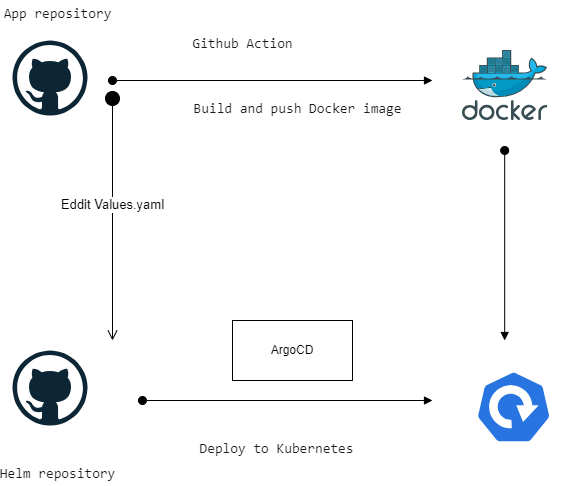 App repository
Github Action
Build and push Docker image
docker
Eddit Values.yaml
ArgoCD
Deploy to Kubernetes
Helm repository